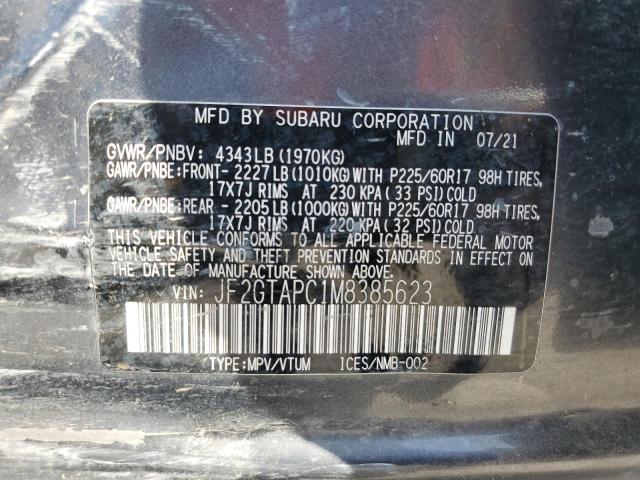 MFD BY SUBARU CORPORATION
MFD IN 07/21
GVWR/PNBV: 4343LB(1970KG)
GAWR/PNBE:FRONT- 2227LB(1010KG)WITH P225/60R17 98H TIRES,
17X7J RIMS AT 230 KPA(33 PSI)COLD
GAWR/PNBE:REAR - 2205LB(1000KG)WITH P225/60R17 98H TIRES,
17X7J RIMS AT 220 KPA(32 PSI)COLD
THIS VEHICLE CONFORMS TO ALL APPLICABLE FEDERAL MOTOR
VEHICLE SAFETY AND THEFT PREVENTION STANDARDS IN EFFECT
ON THE DATE OF MANUFACTURE SHOWN ABOVE.
VIN: JF2GTAPC1M8385623
TYPE:MPV/VTUM ICES/NMB-002